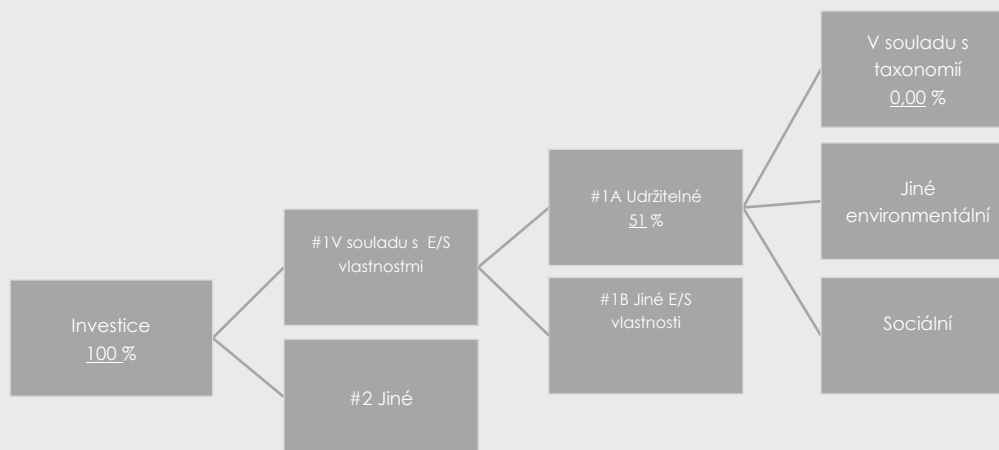 V souladu s
taxonomií
0,00 %
#1A Udržitelné
51 %
Jiné
environmentální
#1V souladu s E/S
vlastnostmi
#1B Jiné E/S
vlastnosti
Sociální
Investice
100 %
#2 Jiné